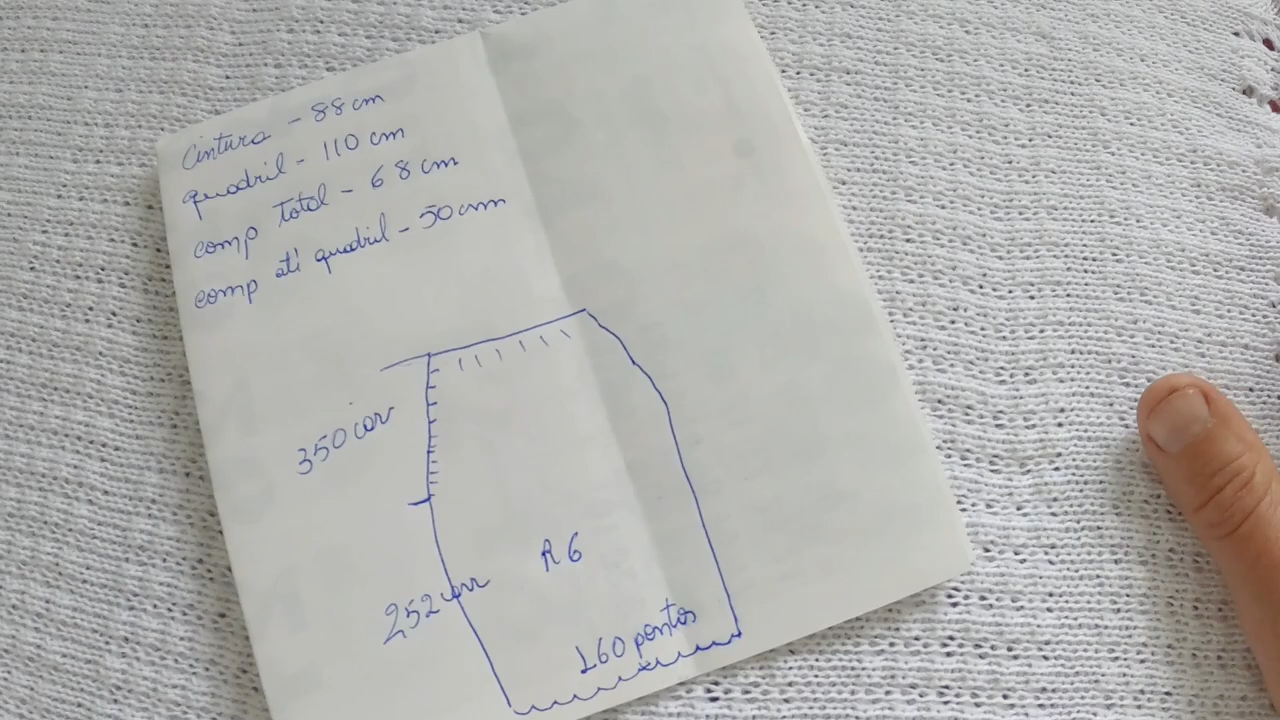 Cintura - 88 cm
quadril - 110 cm
comp total - 68 cm
comp até quadril - 50 cm
350 carr
R6
252 carr
160 pontos